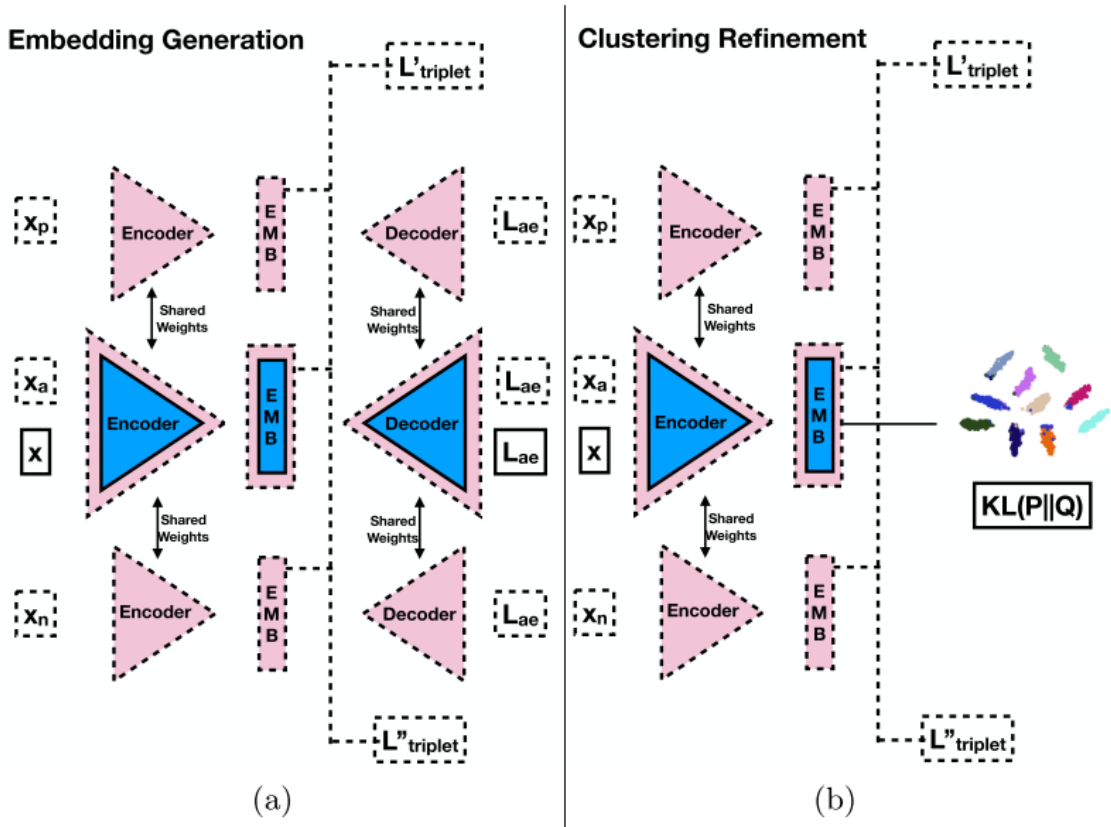 Embedding Generation
L'triplet
xp
Encoder
E
M
B
Decoder
Lae
Shared
Weights
Shared
Weights
xa
x
Encoder
E
M
B
Decoder
Lae
Lae
Shared
Weights
Shared
Weights
xn
Encoder
E
M
B
Decoder
Lae
L"triplet
(a)
Clustering Refinement
L'triplet
xp
Encoder
E
M
B
Shared
Weights
xa
x
Encoder
E
M
B
KL(P||Q)
Shared
Weights
xn
Encoder
E
M
B
L"triplet
(b)